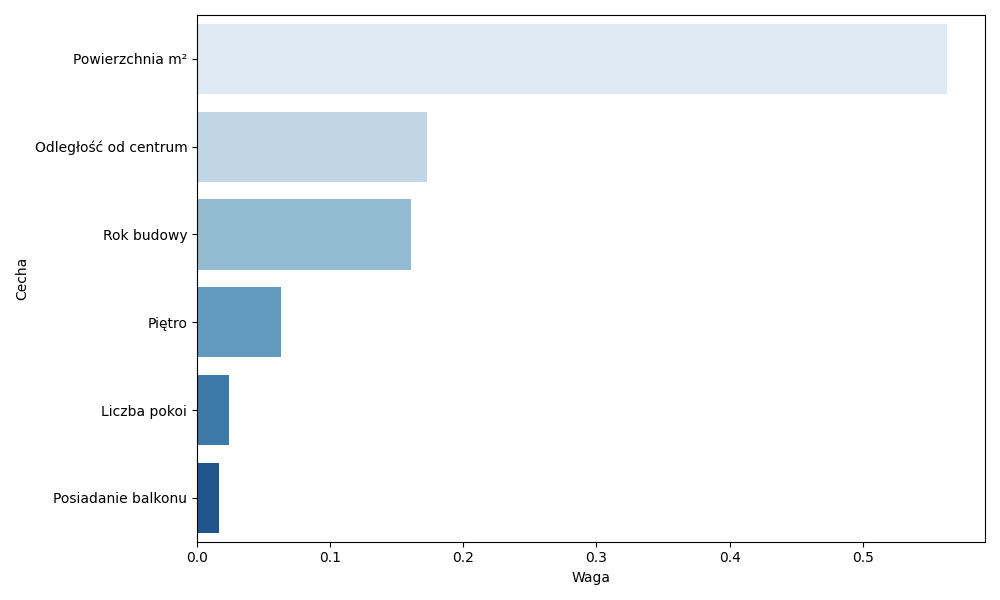 Powierzchnia m²
Odległość od centrum
Rok budowy
Piętro
Liczba pokoi
Posiadanie balkonu
Cecha
0.0 0.1 0.2 0.3 0.4 0.5
Waga